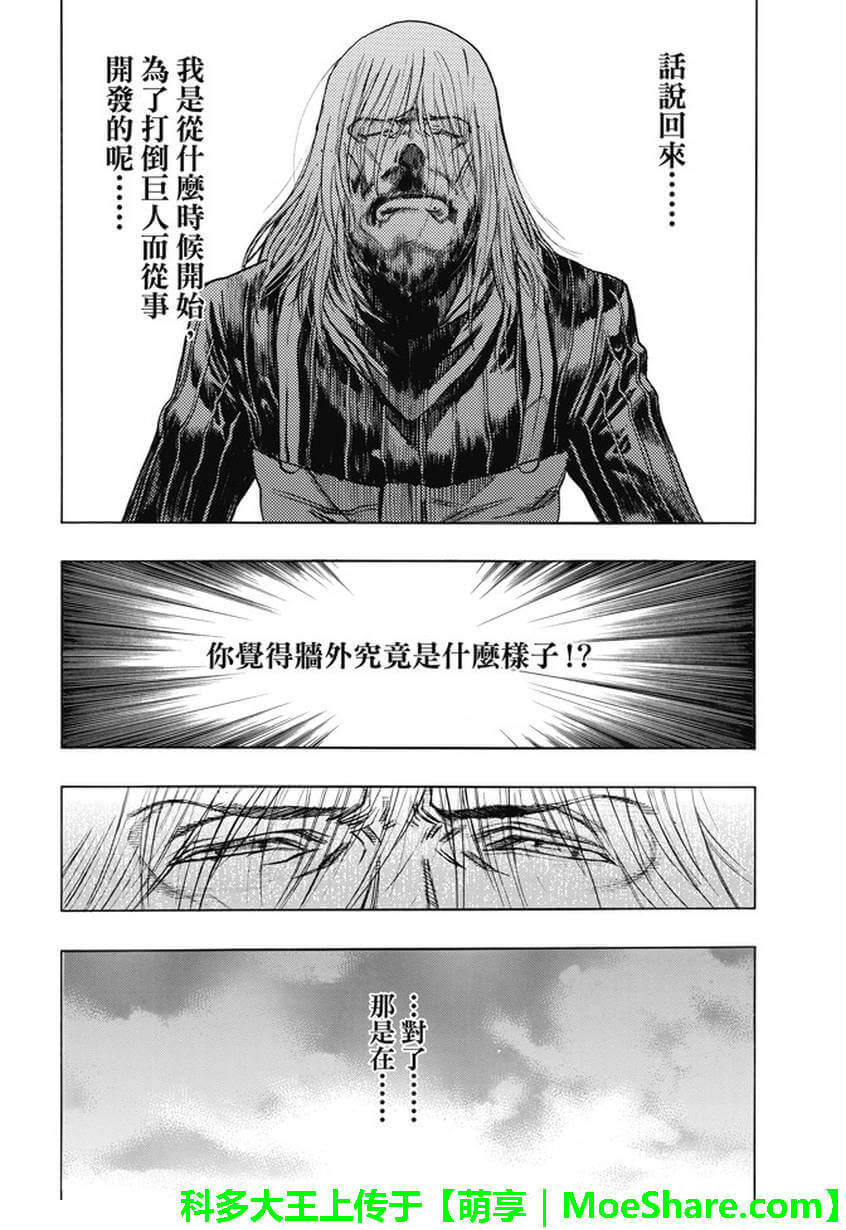 話說回來⋯⋯
我是從什麼時候開始，
為了打倒巨人而從事
開發的呢⋯⋯
你覺得牆外究竟是什麼樣子!?
⋯對了⋯⋯
那是在⋯⋯
科多大王上传于【萌享｜MoeShare.com】